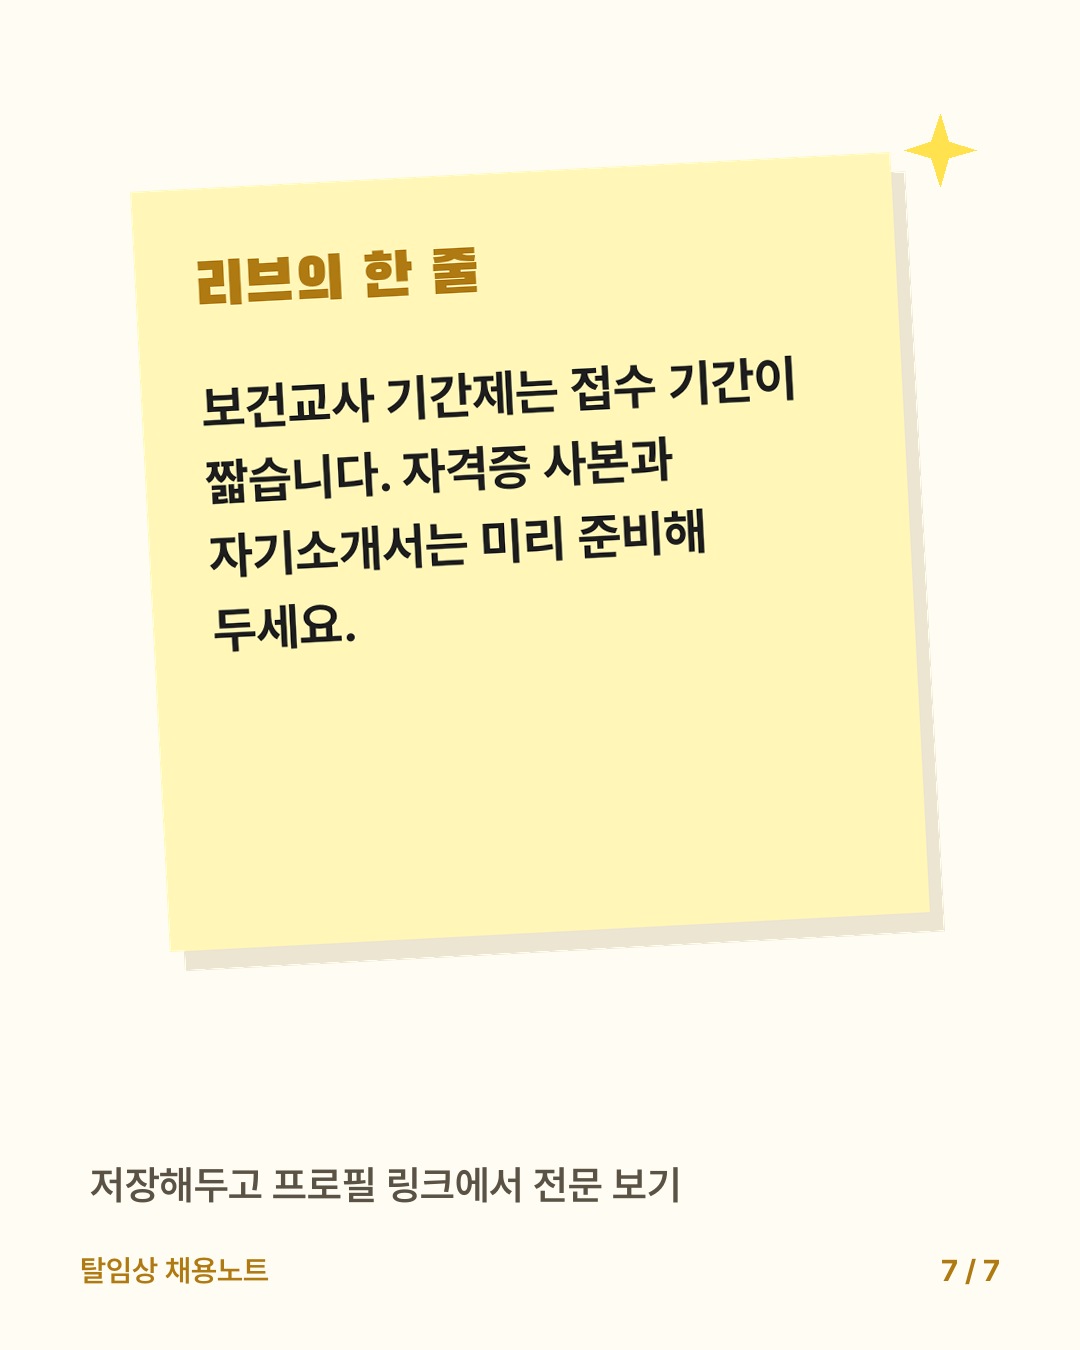 리브의 한 줄
보건교사 기간제는 접수 기간이
짧습니다. 자격증 사본과
자기소개서는 미리 준비해
두세요.
저장해두고 프로필 링크에서 전문 보기
탈임상 채용노트
7 / 7